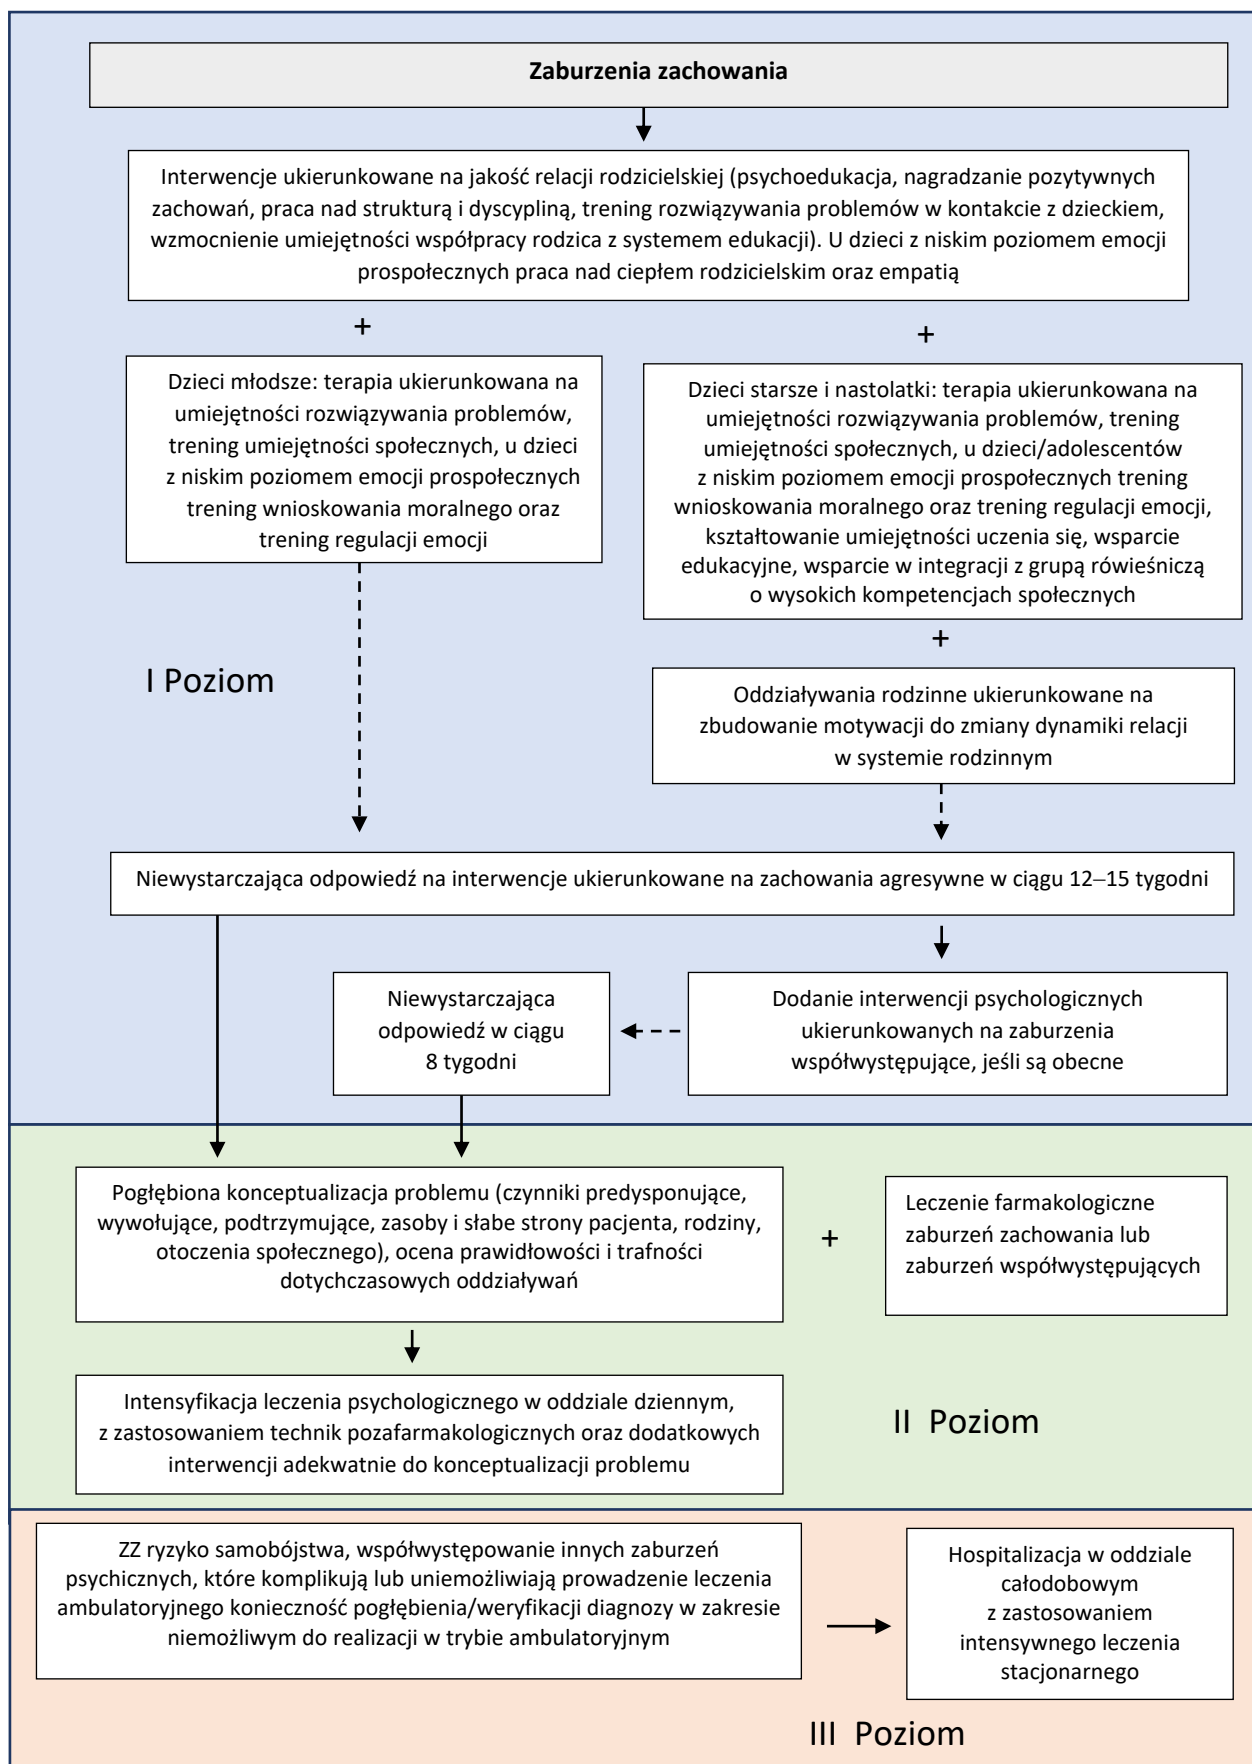 Zaburzenia zachowania
Interwencje ukierunkowane na jakość relacji rodzicielskiej (psychoedukacja, nagradzanie pozytywnych
zachowań, praca nad strukturą i dyscypliną, trening rozwiązywania problemów w kontakcie z dzieckiem,
wzmocnienie umiejętności współpracy rodzica z systemem edukacji). U dzieci z niskim poziomem emocji
prospołecznych praca nad ciepłem rodzicielskim oraz empatią
+
+
Dzieci młodsze: terapia ukierunkowana na
umiejętności rozwiązywania problemów,
trening umiejętności społecznych, u dzieci
z niskim poziomem emocji prospołecznych
trening wnioskowania moralnego oraz
trening regulacji emocji
Dzieci starsze i nastolatki: terapia ukierunkowana na
umiejętności rozwiązywania problemów, trening
umiejętności społecznych, u dzieci/adolescentów
z niskim poziomem emocji prospołecznych trening
wnioskowania moralnego oraz trening regulacji emocji,
kształtowanie umiejętności uczenia się, wsparcie
edukacyjne, wsparcie w integracji z grupą rówieśniczą
o wysokich kompetencjach społecznych
+
I Poziom
Oddziaływania rodzinne ukierunkowane na
zbudowanie motywacji do zmiany dynamiki relacji
w systemie rodzinnym
Niewystarczająca odpowiedź na interwencje ukierunkowane na zachowania agresywne w ciągu 12–15 tygodni
Niewystarczająca
odpowiedź w ciągu
8 tygodni
Dodanie interwencji psychologicznych
ukierunkowanych na zaburzenia
współwystępujące, jeśli są obecne
Pogłębiona konceptualizacja problemu (czynniki predysponujące,
wywołujące, podtrzymujące, zasoby i słabe strony pacjenta, rodziny,
otoczenia społecznego), ocena prawidłowości i trafności
dotychczasowych oddziaływań
+
Leczenie farmakologiczne
zaburzeń zachowania lub
zaburzeń współwystępujących
Intensyfikacja leczenia psychologicznego w oddziale dziennym,
z zastosowaniem technik pozafarmakologicznych oraz dodatkowych
interwencji adekwatnie do konceptualizacji problemu
II Poziom
ZZ ryzyko samobójstwa, współwystępowanie innych zaburzeń
psychicznych, które komplikują lub uniemożliwiają prowadzenie leczenia
ambulatoryjnego konieczność pogłębienia/weryfikacji diagnozy w zakresie
niemożliwym do realizacji w trybie ambulatoryjnym
Hospitalizacja w oddziale
całodobowym
z zastosowaniem
intensywnego leczenia
stacjonarnego
III Poziom